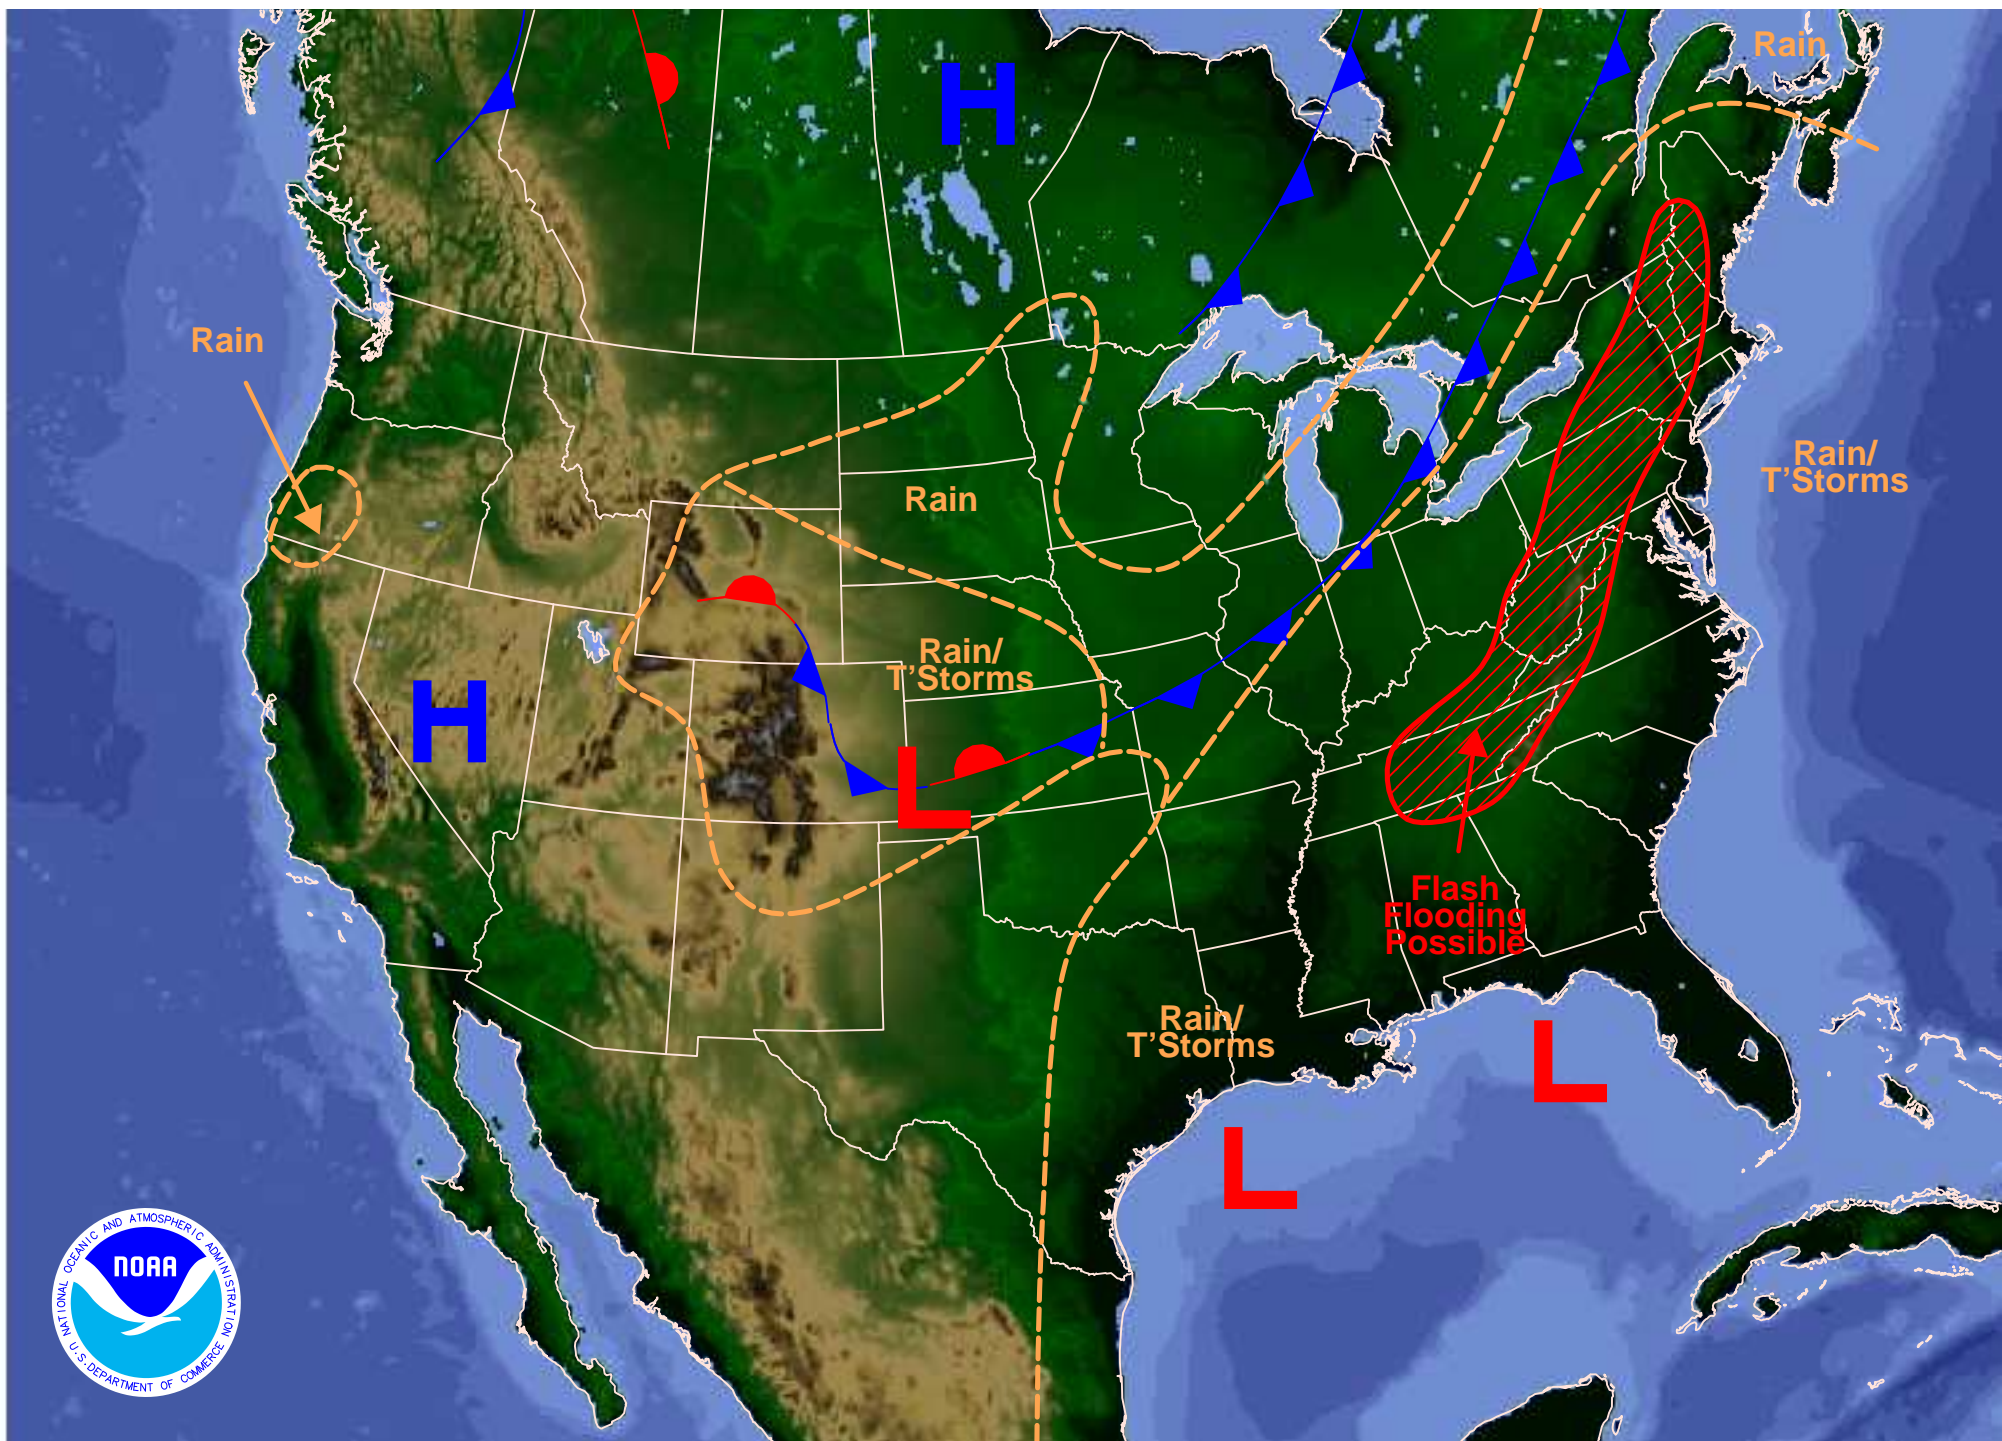 Rain
H
Rain
Rain/
T'Storms
Rain
Rain/
T'Storms
H
L
Flash
Flooding
Possible
Rain/
T'Storms
L
L
NATIONAL OCEANIC AND ATMOSPHERIC ADMINISTRATION
NOAA
U.S. DEPARTMENT OF COMMERCE